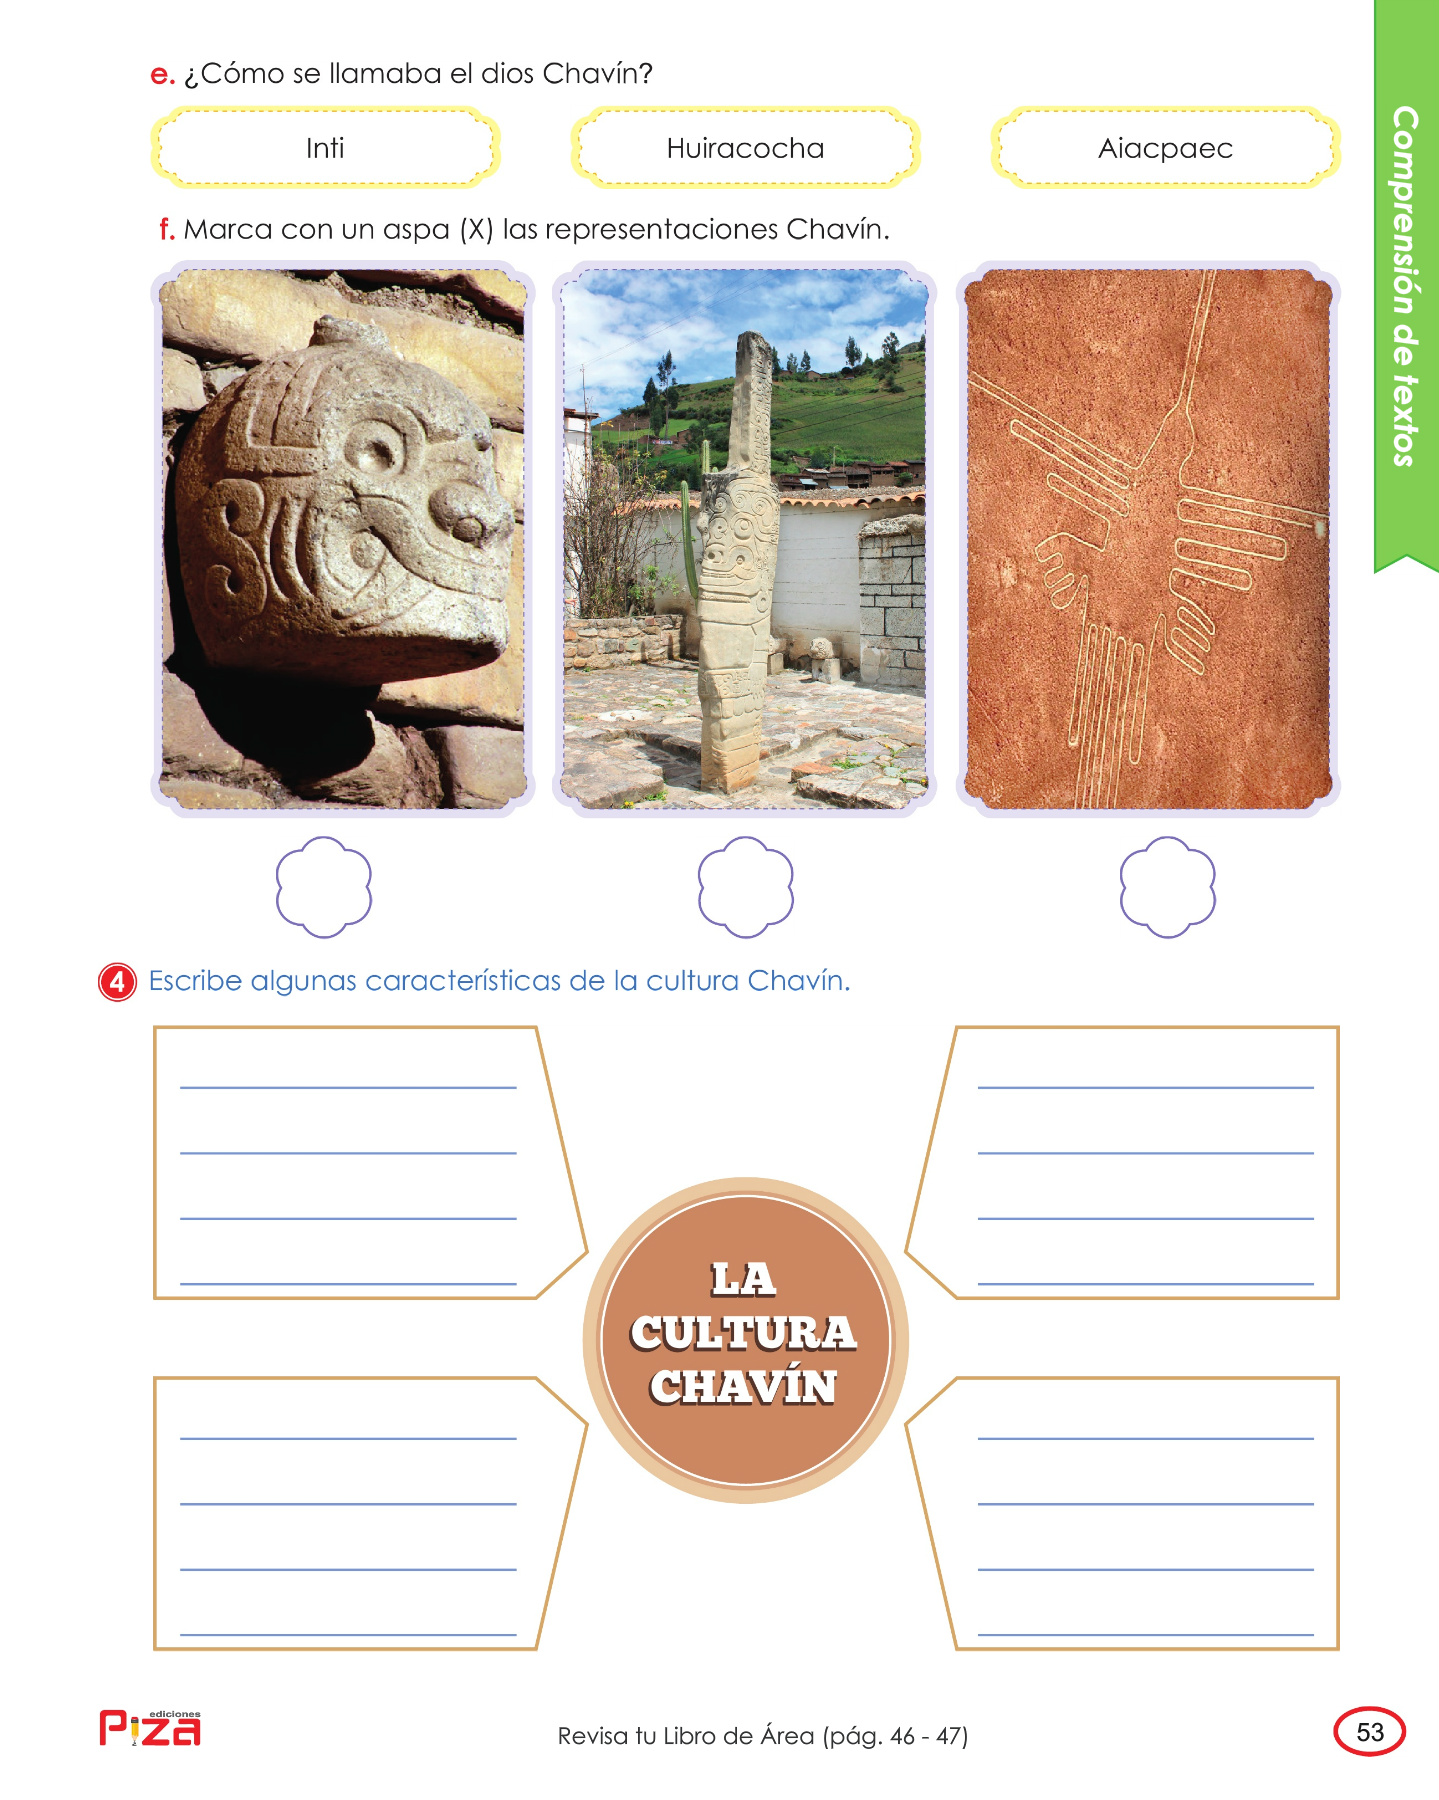 e. ¿Cómo se llamaba el dios Chavín?
Inti
Huiracocha
Aiacpaec
f. Marca con un aspa (X) las representaciones Chavín.
Comprensión de textos
4 Escribe algunas características de la cultura Chavín.
LA
CULTURA
CHAVÍN
ediciones
Piza
Revisa tu Libro de Área (pág. 46 - 47)
53